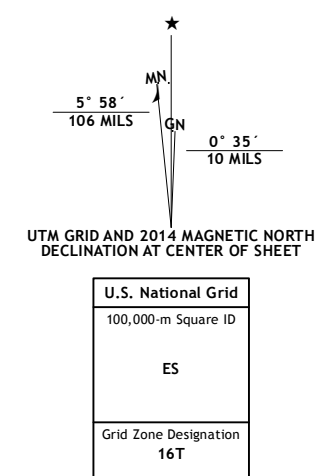 MN
5° 58´
106 MILS
GN
0° 35´
10 MILS
UTM GRID AND 2014 MAGNETIC NORTH
DECLINATION AT CENTER OF SHEET
U.S. National Grid
100,000-m Square ID
ES
Grid Zone Designation
16T